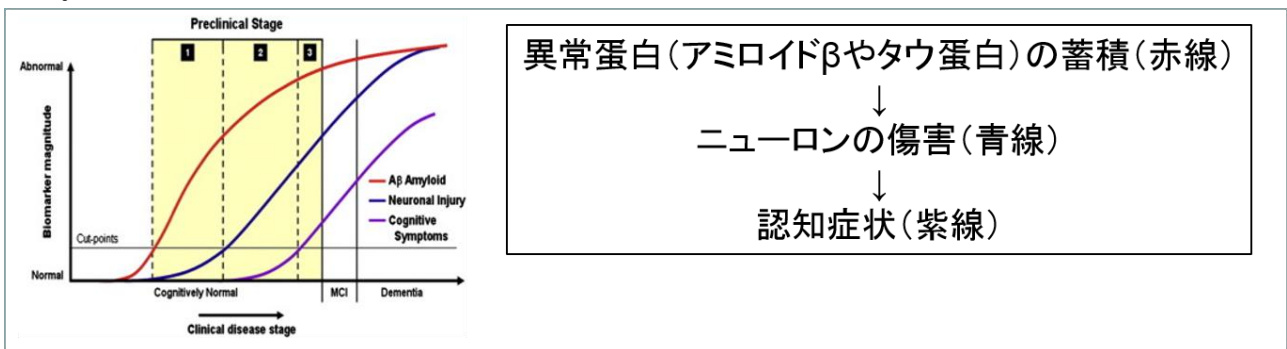 Preclinical Stage
1 2 3
Abnormal
Biomarker magnitude
Aβ Amyloid
Neuronal Injury
Cognitive
Symptoms
Cut-points
Normal
Cognitively Normal MCI Dementia
Clinical disease stage
異常蛋白(アミロイドβやタウ蛋白)の蓄積(赤線)
↓
ニューロンの傷害(青線)
↓
認知症状(紫線)